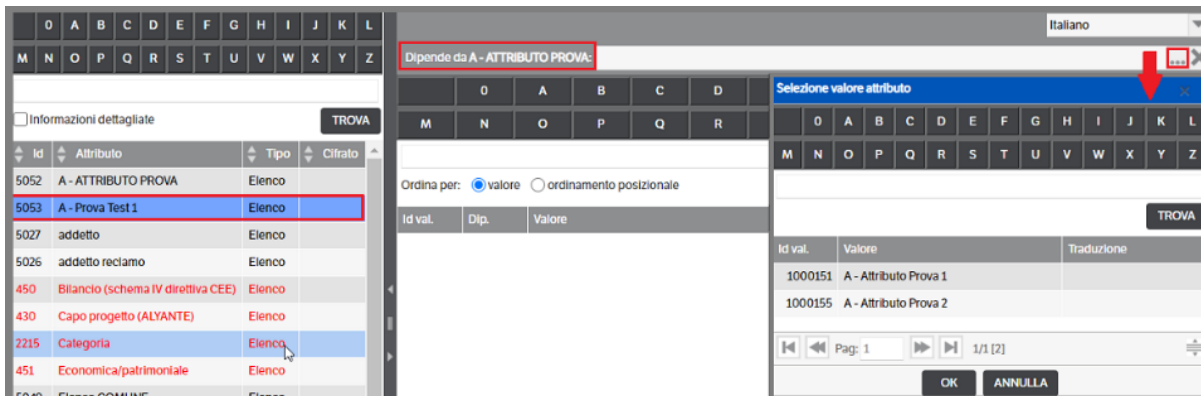 0 A B C D E F G H I J K L
M N O P Q R S T U V W X Y Z
Informazioni dettagliate TROVA
Id Attributo Tipo Cifrato
5052 A - ATTRIBUTO PROVA Elenco
5053 A - Prova Test 1 Elenco
5027 addetto Elenco
5026 addetto reclamo Elenco
450 Bilancio (schema IV direttiva CEE) Elenco
430 Capo progetto (ALYANTE) Elenco
2215 Categoria Elenco
451 Economica/patrimoniale Elenco
Italiano
Dipende da A - ATTRIBUTO PROVA: ...
0 A B C D
M N O P Q R
Ordina per: valore ordinamento posizionale
Id val. Dip. Valore
Selezione valore attributo
0 A B C D E F G H I J K L
M N O P Q R S T U V W X Y Z
TROVA
Id val. Valore Traduzione
1000151 A - Attributo Prova 1
1000155 A - Attributo Prova 2
Pag: 1 1/1 [2]
OK ANNULLA